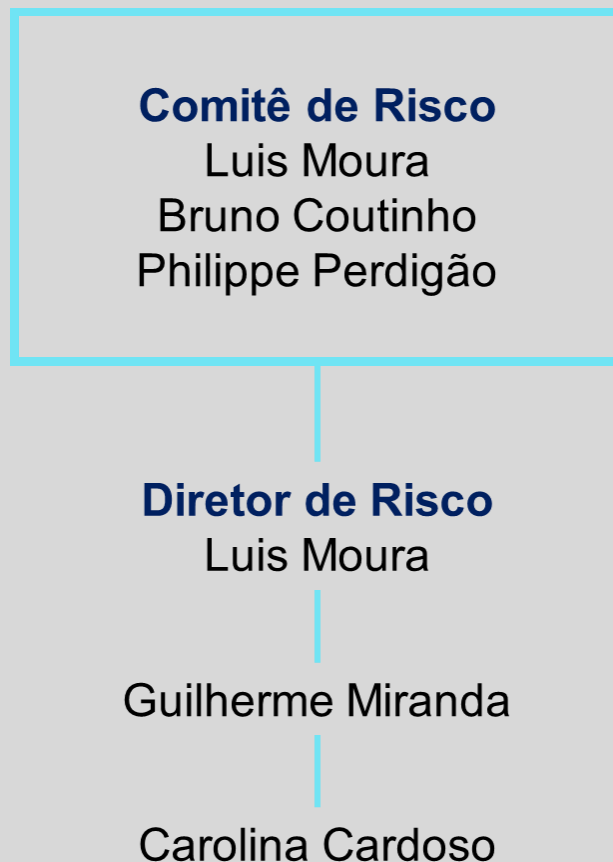 Comitê de Risco
Luis Moura
Bruno Coutinho
Philippe Perdigão
Diretor de Risco
Luis Moura
Guilherme Miranda
Carolina Cardoso